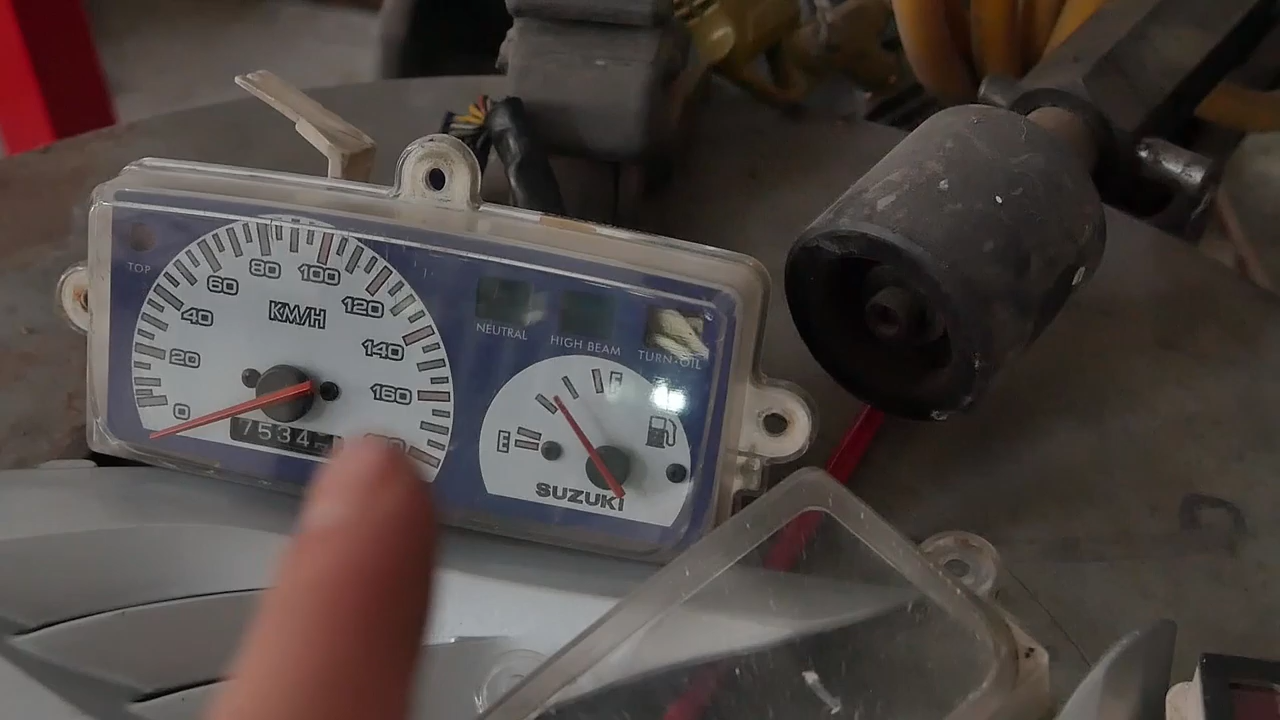 TOP
0
20
40
60
80
100
120
140
160
KM/H
7534
NEUTRAL
HIGH BEAM
TURN·OIL
E
F
SUZUKI